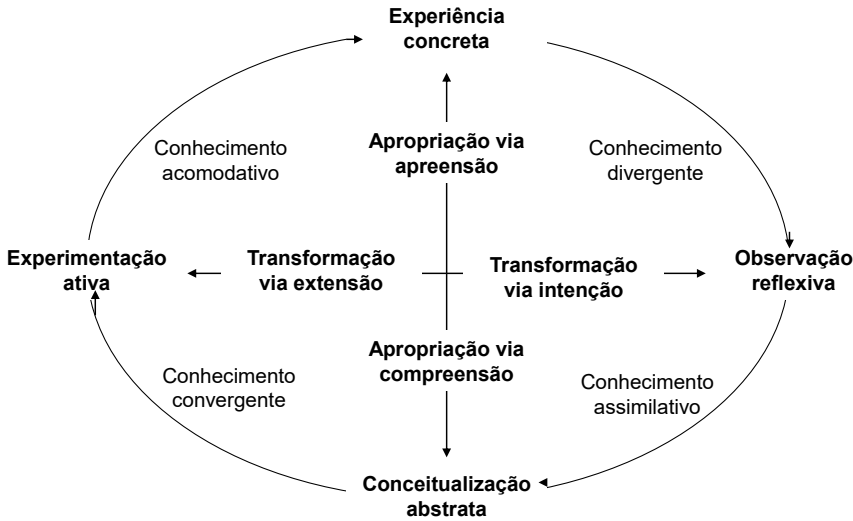 Experiência
concreta
Apropriação via
apreensão
Conhecimento
acomodativo
Conhecimento
divergente
Experimentação
ativa
Transformação
via extensão
Transformação
via intenção
Observação
reflexiva
Apropriação via
compreensão
Conhecimento
convergente
Conhecimento
assimilativo
Conceitualização
abstrata